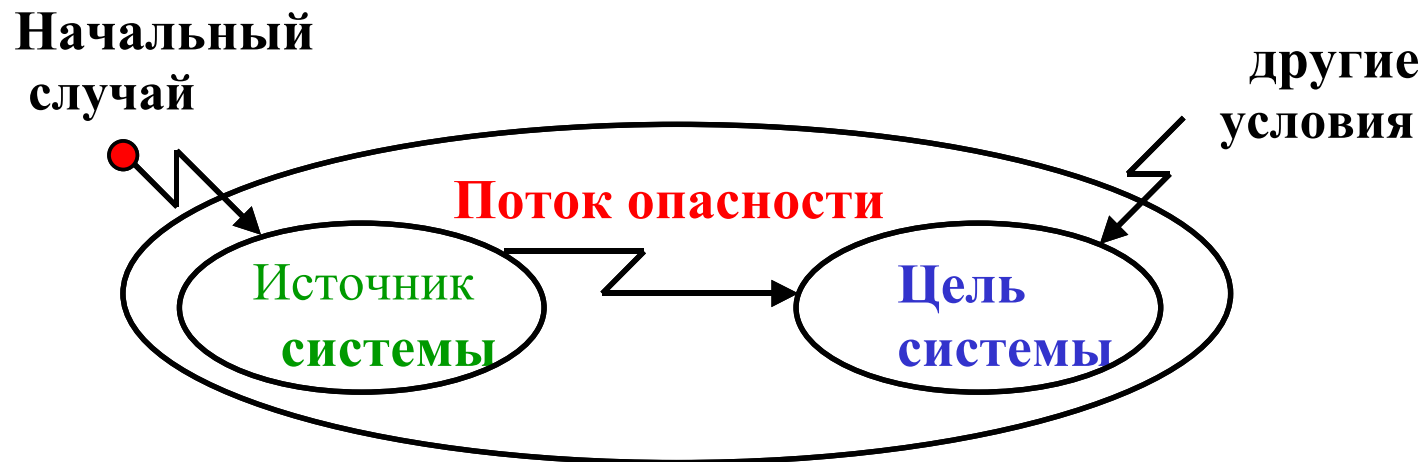 Начальный
случай
другие
условия
Поток опасности
Источник
системы
Цель
системы